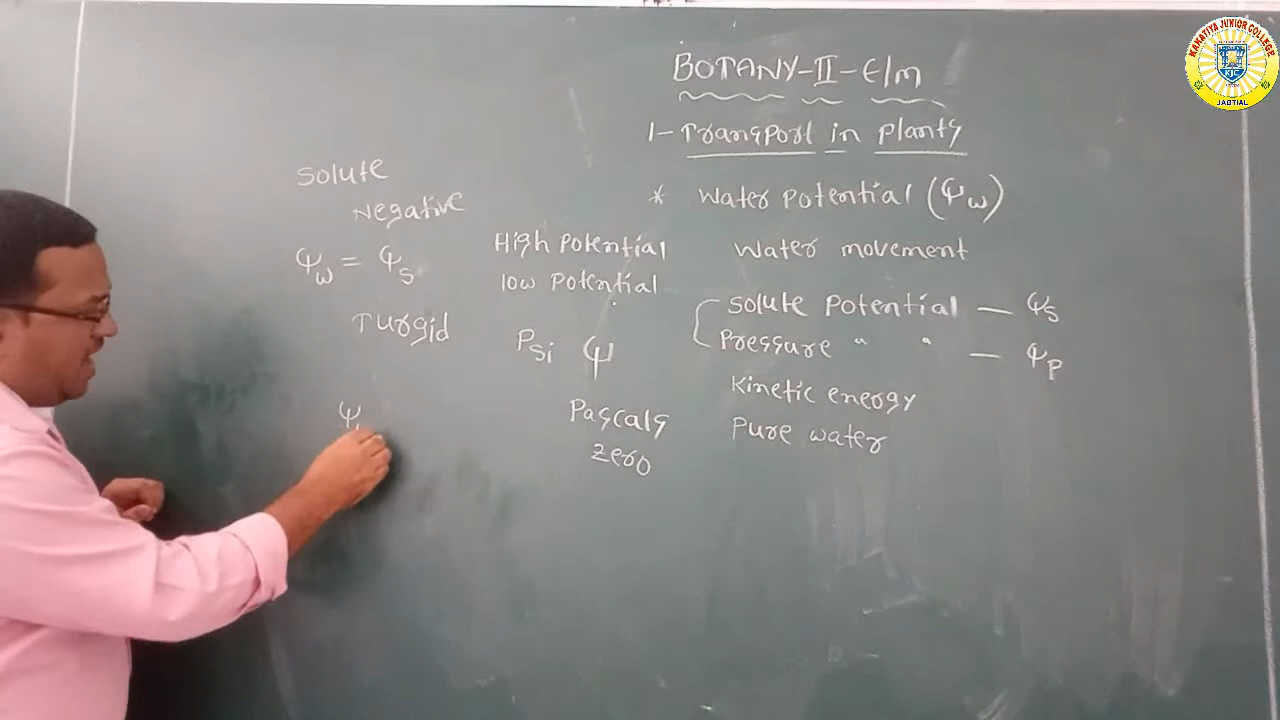 BOTANY-II-E/M
1- Transport in plants
* Water potential (Ψw)
Water movement
Solute potential — Ψs
Pressure " " — Ψp
Kinetic energy
Pure water
High potential
low potential
Psi Ψ
Pascals
Zero
Solute
Negative
Ψw = Ψs
Turgid
Ψ
KAKATIYA JUNIOR COLLEGE
KJC
JAGTIAL